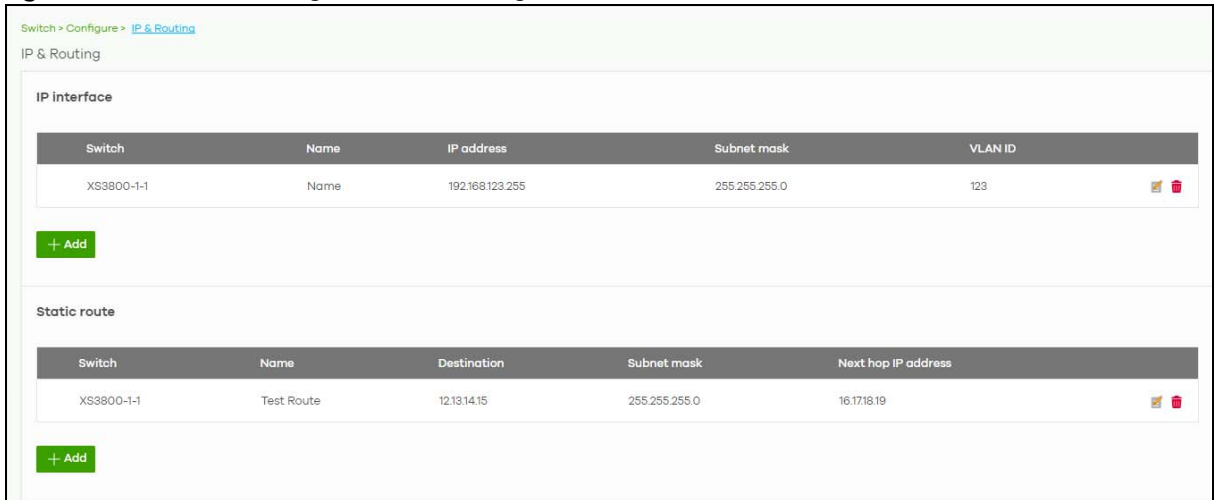 Switch > Configure > IP & Routing
IP & Routing
IP interface
Switch Name IP address Subnet mask VLAN ID
XS3800-1-1 Name 192.168.123.255 255.255.255.0 123
+ Add
Static route
Switch Name Destination Subnet mask Next hop IP address
XS3800-1-1 Test Route 12.13.14.15 255.255.255.0 16.17.18.19
+ Add